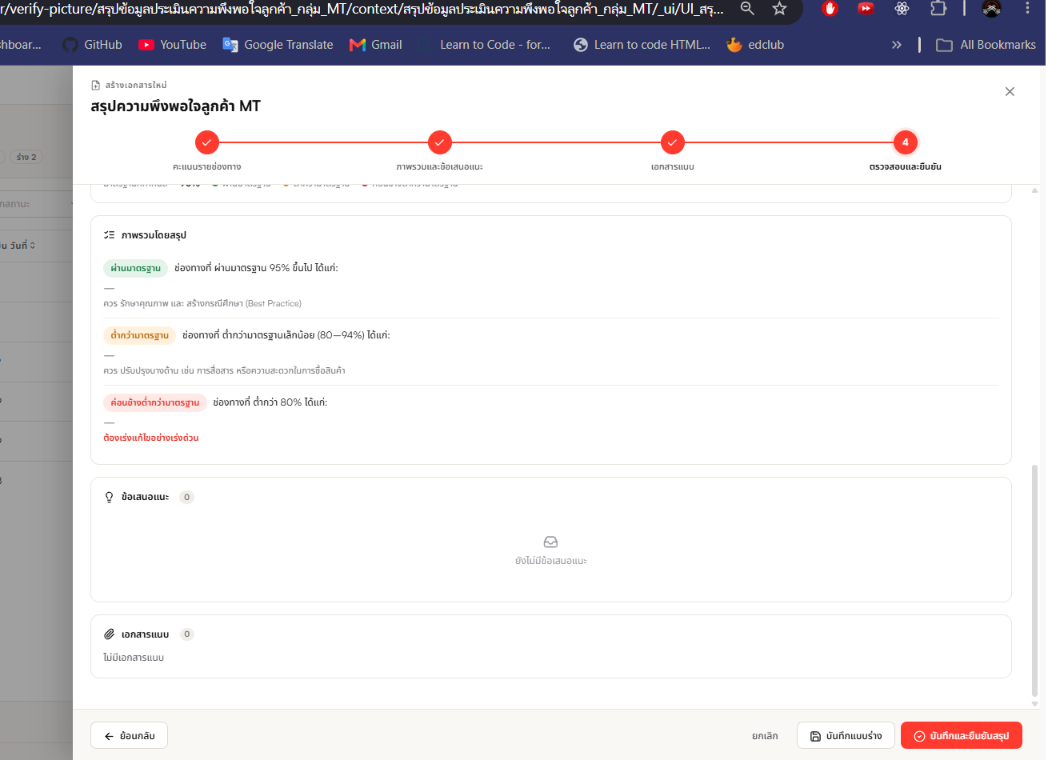 r/verify-picture/สรุปข้อมูลประเมินความพึงพอใจลูกค้า_กลุ่ม_MT/context/สรุปข้อมูลประเมินความพึงพอใจลูกค้า_กลุ่ม_MT/_ui/UI_สรุ...
hboar...
GitHub
YouTube
Google Translate
Gmail
Learn to Code - for...
Learn to code HTML...
edclub
»
All Bookmarks
สร้างเอกสารใหม่
สรุปความพึงพอใจลูกค้า MT
4
คะแนนรายช่องทาง
ภาพรวมและข้อเสนอแนะ
เอกสารแนบ
ตรวจสอบและยืนยัน
ร่าง 2
วันที่
ภาพรวมโดยสรุป
ผ่านมาตรฐาน ช่องทางที่ ผ่านมาตรฐาน 95% ขึ้นไป ได้แก่:
—
ควร รักษาคุณภาพ และ สร้างกรณีศึกษา (Best Practice)
ต่ำกว่ามาตรฐาน ช่องทางที่ ต่ำกว่ามาตรฐานเล็กน้อย (80—94%) ได้แก่:
—
ควร ปรับปรุงบางด้าน เช่น การสื่อสาร หรือความสะดวกในการซื้อสินค้า
ค่อนข้างต่ำกว่ามาตรฐาน ช่องทางที่ ต่ำกว่า 80% ได้แก่:
—
ต้องเร่งแก้ไขอย่างเร่งด่วน
ข้อเสนอแนะ 0
ยังไม่มีข้อเสนอแนะ
เอกสารแนบ 0
ไม่มีเอกสารแนบ
ย้อนกลับ
ยกเลิก
บันทึกแบบร่าง
บันทึกและยืนยันสรุป